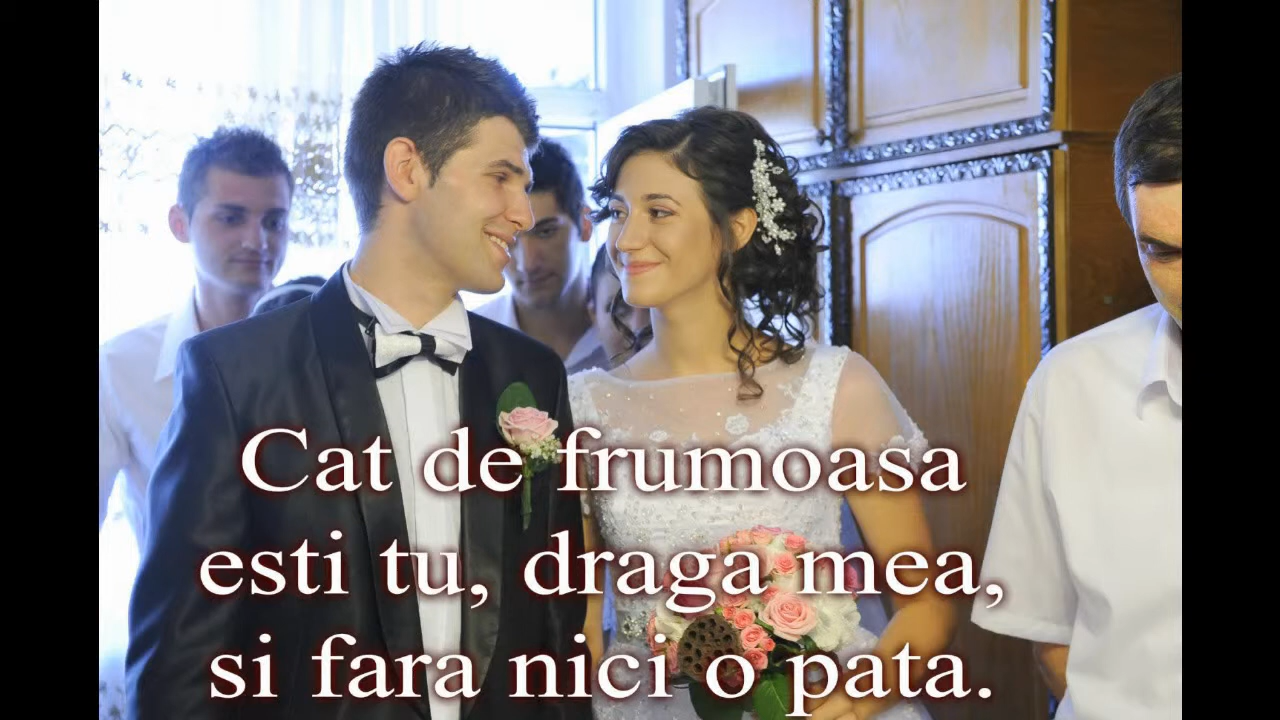 Cat de frumoasa
esti tu, draga mea,
si fara nici o pata.